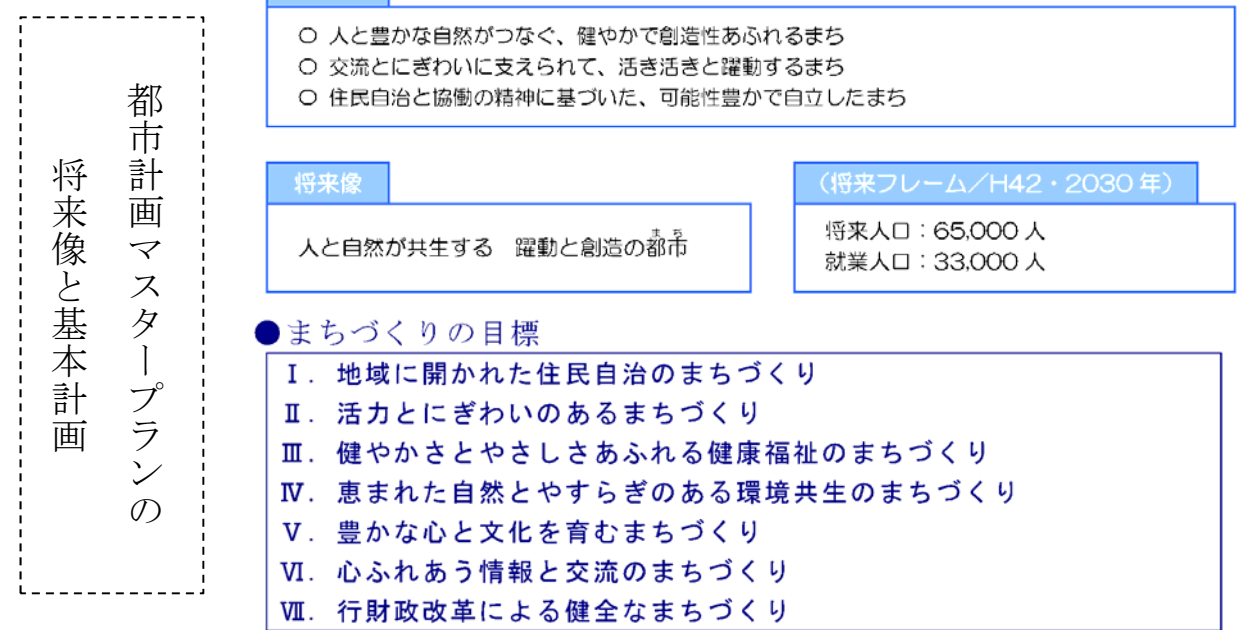 都市計画マスタープランの
将来像と基本計画
○ 人と豊かな自然がつなぐ、健やかで創造性あふれるまち
○ 交流とにぎわいに支えられて、活き活きと躍動するまち
○ 住民自治と協働の精神に基づいた、可能性豊かで自立したまち
将来像
人と自然が共生する 躍動と創造の都市
まち
(将来フレーム/H42・2030年)
将来人口:65,000人
就業人口:33,000人
●まちづくりの目標
Ⅰ. 地域に開かれた住民自治のまちづくり
Ⅱ. 活力とにぎわいのあるまちづくり
Ⅲ. 健やかさとやさしさあふれる健康福祉のまちづくり
Ⅳ. 恵まれた自然とやすらぎのある環境共生のまちづくり
Ⅴ. 豊かな心と文化を育むまちづくり
Ⅵ. 心ふれあう情報と交流のまちづくり
Ⅶ. 行財政改革による健全なまちづくり